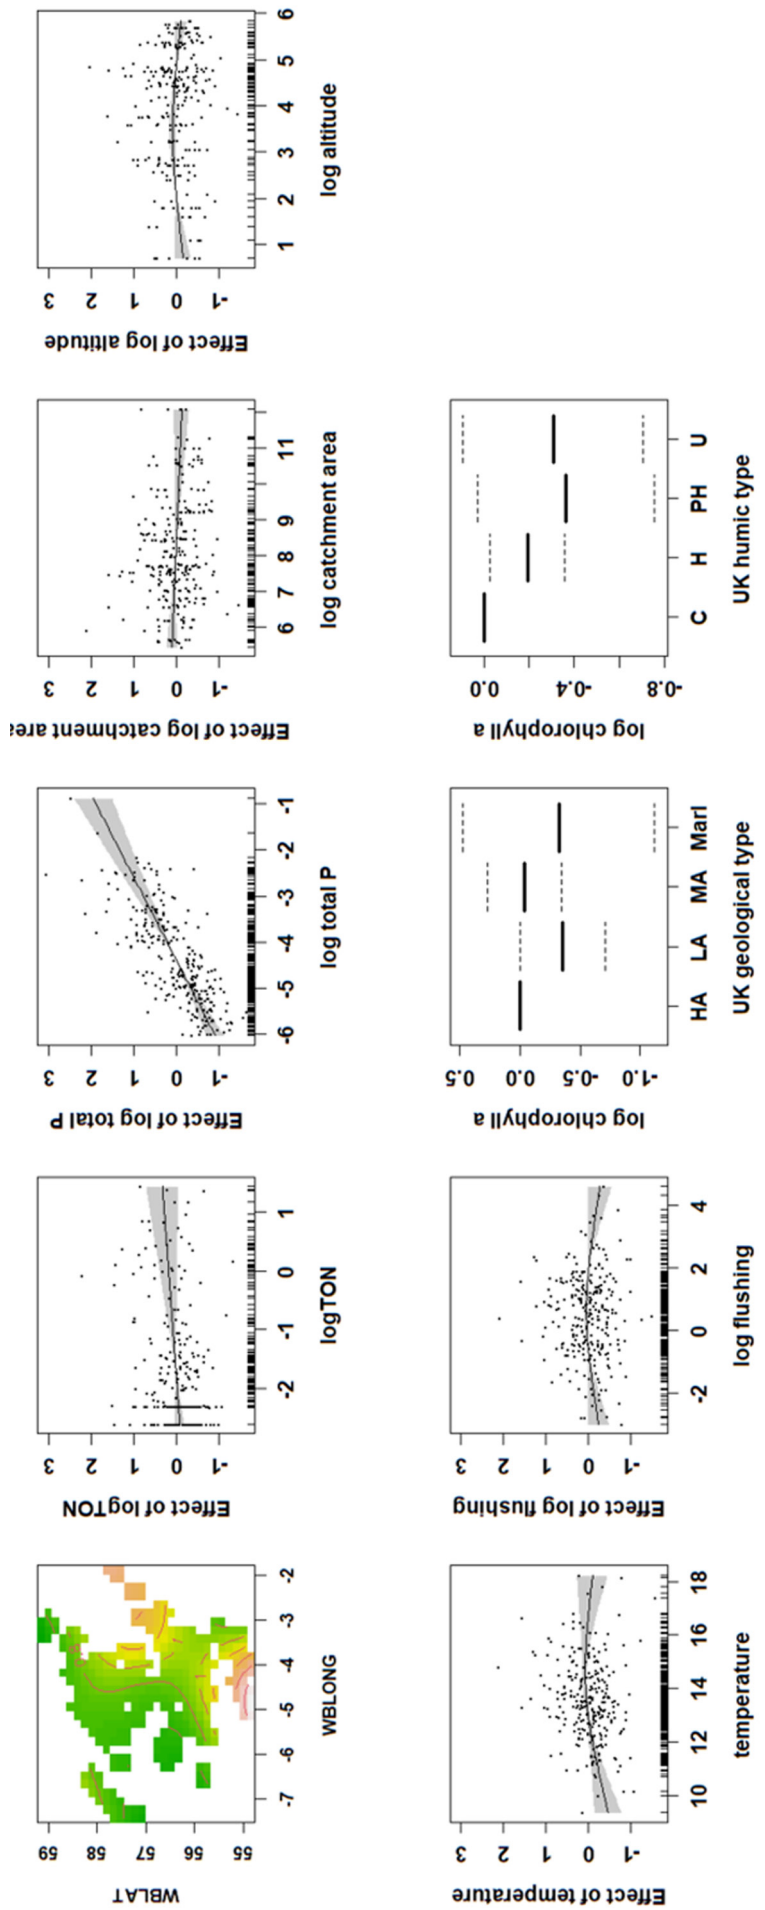 WBLAT
59
58
57
56
55
-7 -6 -5 -4 -3 -2
WBLONG
Effect of logTON
3
2
1
0
-1
-2 -1 0 1
logTON
Effect of log total P
3
2
1
0
-1
-6 -5 -4 -3 -2 -1
log total P
Effect of log catchment area
3
2
1
0
-1
6 7 8 9 11
log catchment area
Effect of log altitude
3
2
1
0
-1
1 2 3 4 5 6
log altitude
Effect of temperature
3
2
1
0
-1
10 12 14 16 18
temperature
Effect of log flushing
3
2
1
0
-1
-2 0 2 4
log flushing
log chlorophyll a
0.5
0.0
-0.5
-1.0
HA LA MA Marl
UK geological type
log chlorophyll a
0.0
-0.4
-0.8
C H PH U
UK humic type